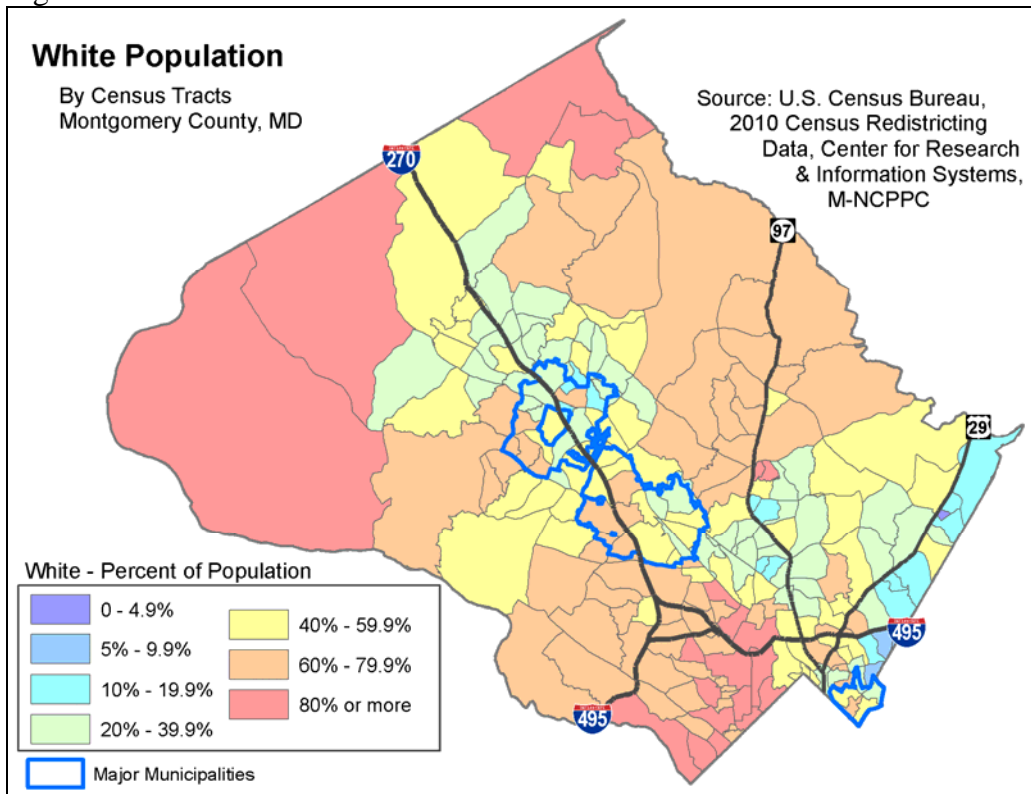 White Population
By Census Tracts
Montgomery County, MD
Source: U.S. Census Bureau,
2010 Census Redistricting
Data, Center for Research
& Information Systems,
M-NCPPC
270
97
29
495
495
White - Percent of Population
0 - 4.9%
5% - 9.9%
10% - 19.9%
20% - 39.9%
40% - 59.9%
60% - 79.9%
80% or more
Major Municipalities